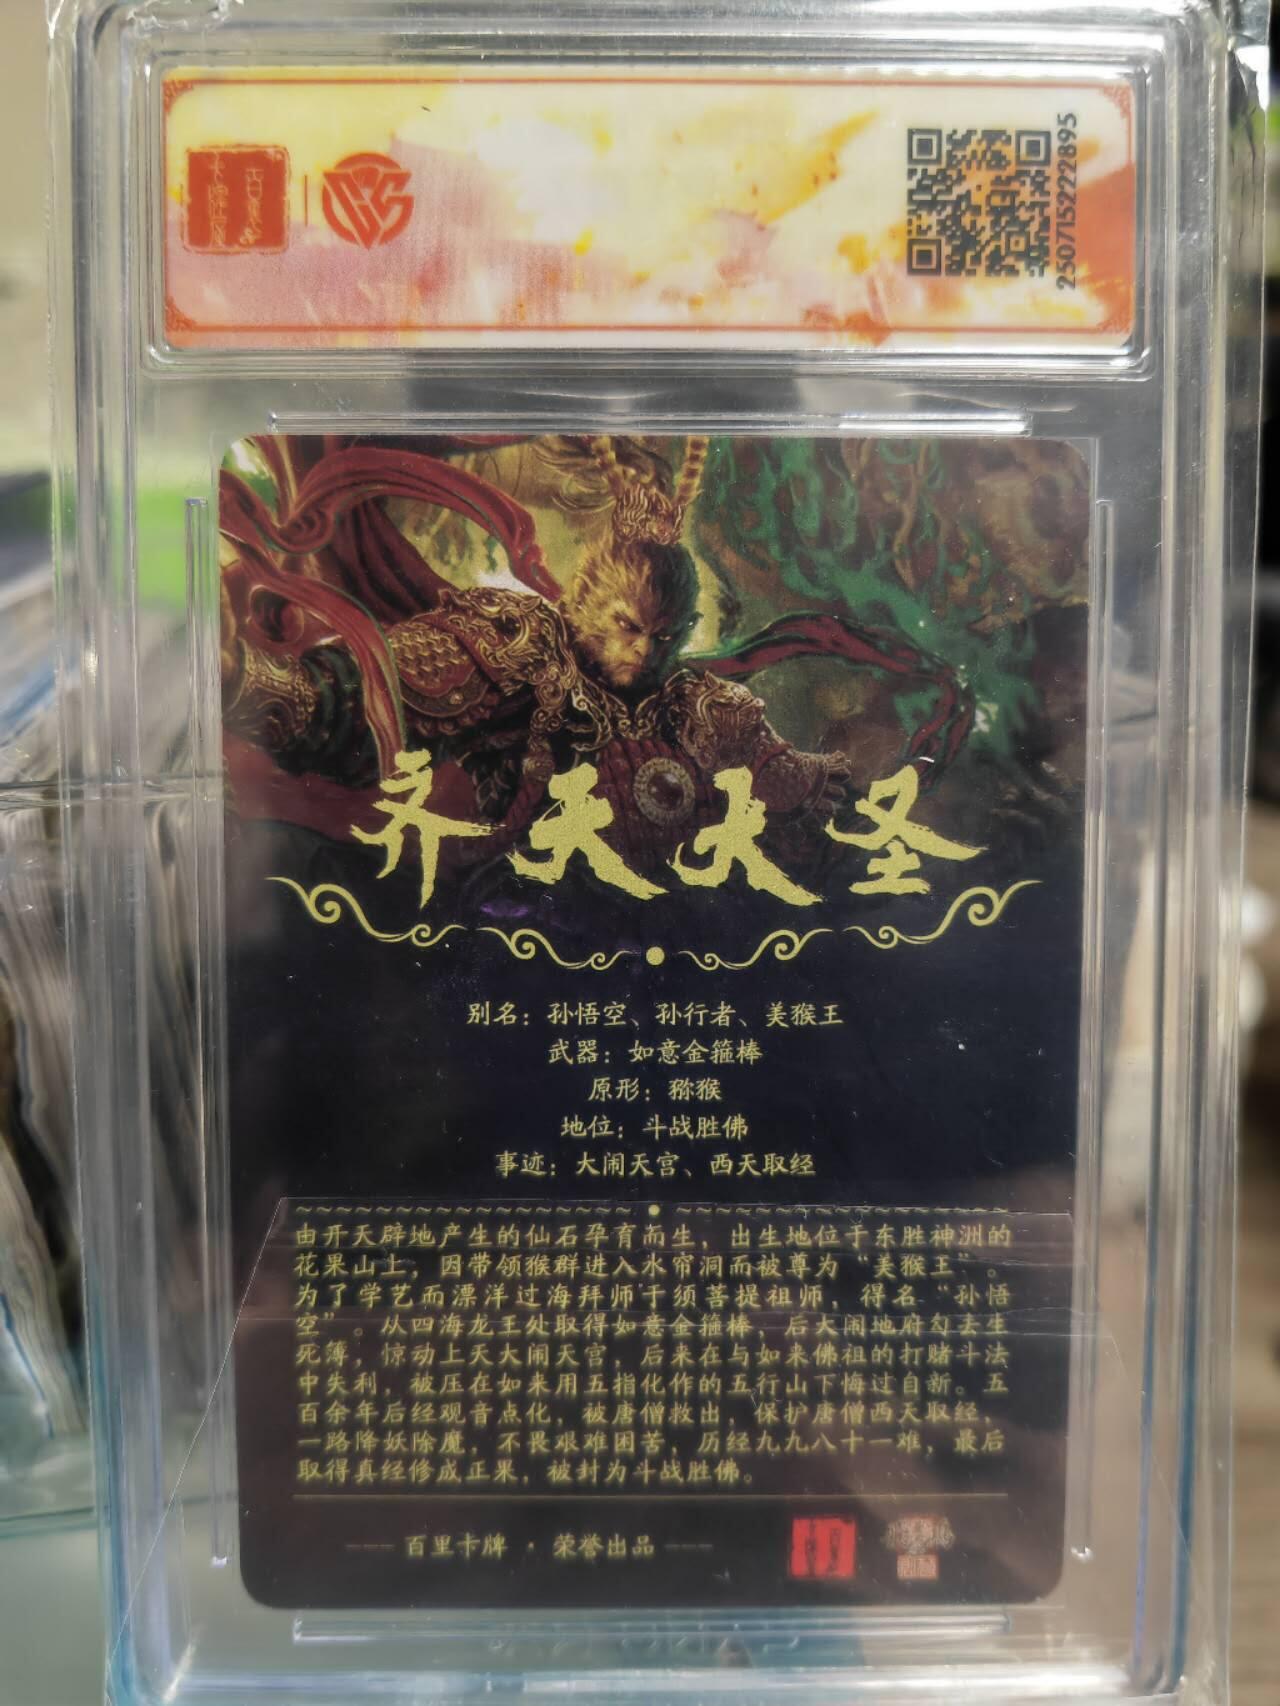 25071522895
齐天大圣
别名：孙悟空、孙行者、美猴王
武器：如意金箍棒
原形：猕猴
地位：斗战胜佛
事迹：大闹天宫、西天取经
由开天辟地产生的仙石孕育而生，出生地位于东胜神洲的
花果山上，因带领猴群进入水帘洞而被尊为“美猴王”。
为了学艺而漂洋过海拜师于须菩提祖师，得名“孙悟
空”。从四海龙王处取得如意金箍棒，后大闹地府勾去生
死簿，惊动上天大闹天宫，后来在与如来佛祖的打赌斗法
中失利，被压在如来用五指化作的五行山下悔过自新。五
百余年后经观音点化，被唐僧救出，保护唐僧西天取经，
一路降妖除魔，不畏艰难困苦，历经九九八十一难，最后
取得真经修成正果，被封为斗战胜佛。
百里卡牌 · 荣誉出品